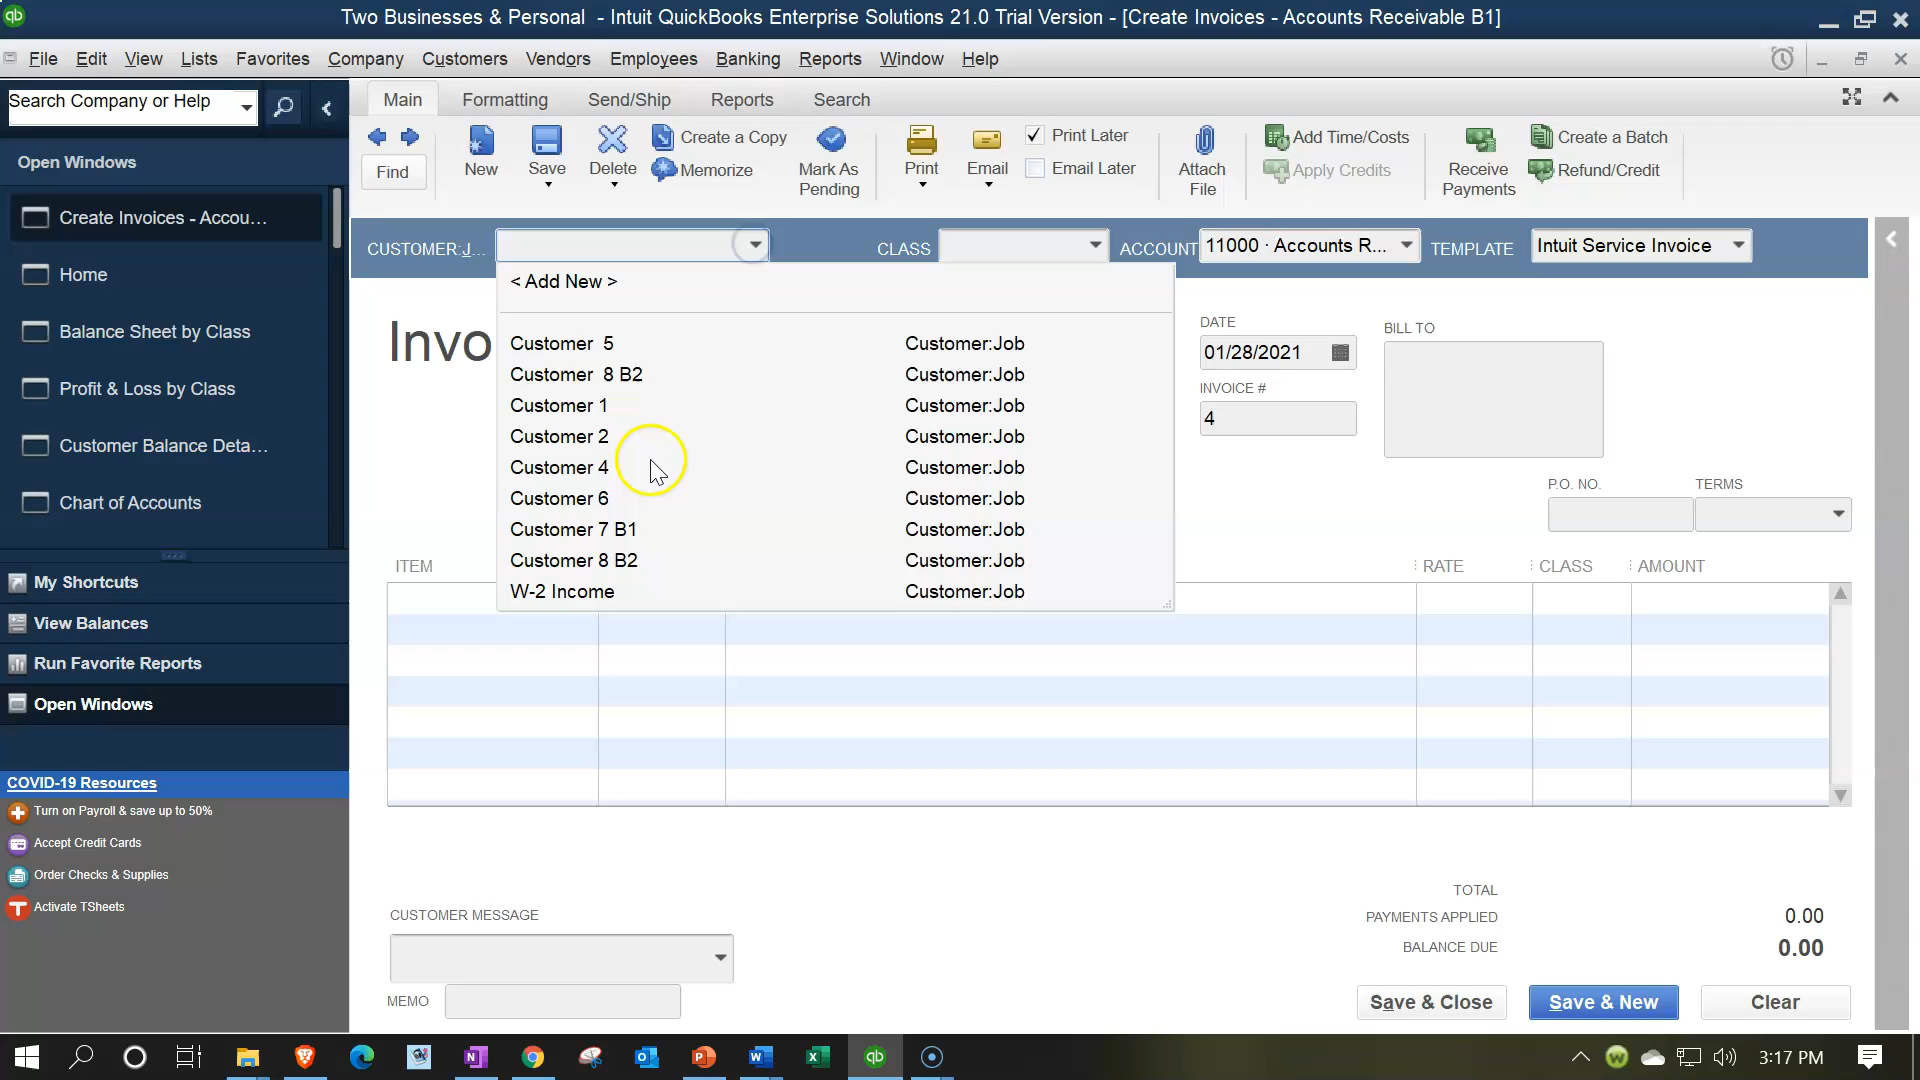 Two Businesses & Personal - Intuit QuickBooks Enterprise Solutions 21.0 Trial Version - [Create Invoices - Accounts Receivable B1]
File Edit View Lists Favorites Company Customers Vendors Employees Banking Reports Window Help
Search Company or Help
Main Formatting Send/Ship Reports Search
Find
New
Save
Delete
Create a Copy
Memorize
Mark As
Pending
Print
Email
Print Later
Email Later
Attach
File
Add Time/Costs
Apply Credits
Receive
Payments
Create a Batch
Refund/Credit
Open Windows
Create Invoices - Accou...
Home
Balance Sheet by Class
Profit & Loss by Class
Customer Balance Deta...
Chart of Accounts
My Shortcuts
View Balances
Run Favorite Reports
Open Windows
COVID-19 Resources
Turn on Payroll & save up to 50%
Accept Credit Cards
Order Checks & Supplies
Activate TSheets
CUSTOMER:J...
CLASS
ACCOUNT 11000 · Accounts R...
TEMPLATE Intuit Service Invoice
< Add New >
Customer 5 Customer:Job
Customer 8 B2 Customer:Job
Customer 1 Customer:Job
Customer 2 Customer:Job
Customer 4 Customer:Job
Customer 6 Customer:Job
Customer 7 B1 Customer:Job
Customer 8 B2 Customer:Job
W-2 Income Customer:Job
Invo
DATE
01/28/2021
INVOICE #
4
BILL TO
P.O. NO. TERMS
ITEM RATE CLASS AMOUNT
CUSTOMER MESSAGE
MEMO
TOTAL
PAYMENTS APPLIED 0.00
BALANCE DUE 0.00
Save & Close Save & New Clear
3:17 PM